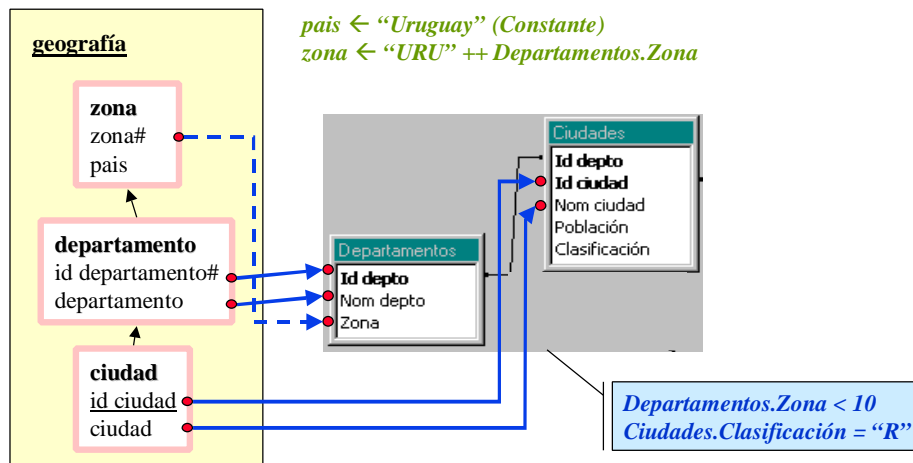 pais ← “Uruguay” (Constante)
zona ← “URU” ++ Departamentos.Zona
geografía
zona
zona#
pais
departamento
id departamento#
departamento
ciudad
id ciudad
ciudad
Departamentos
Id depto
Nom depto
Zona
Ciudades
Id depto
Id ciudad
Nom ciudad
Población
Clasificación
Departamentos.Zona < 10
Ciudades.Clasificación = “R”